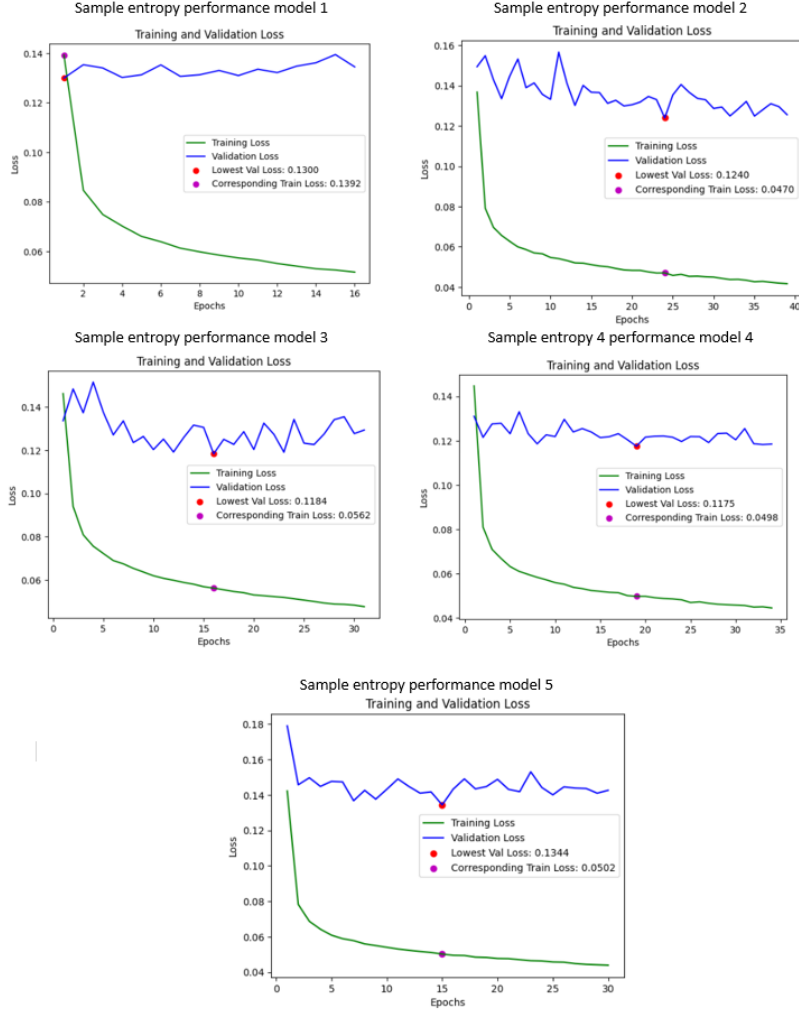 Sample entropy performance model 1
Training and Validation Loss
0.14
0.12
0.10
0.08
0.06
Loss
Training Loss
Validation Loss
Lowest Val Loss: 0.1300
Corresponding Train Loss: 0.1392
2 4 6 8 10 12 14 16
Epochs
Sample entropy performance model 2
Training and Validation Loss
0.16
0.14
0.12
0.10
0.08
0.06
0.04
Loss
Training Loss
Validation Loss
Lowest Val Loss: 0.1240
Corresponding Train Loss: 0.0470
0 5 10 15 20 25 30 35 40
Epochs
Sample entropy performance model 3
Training and Validation Loss
0.14
0.12
0.10
0.08
0.06
Loss
Training Loss
Validation Loss
Lowest Val Loss: 0.1184
Corresponding Train Loss: 0.0562
0 5 10 15 20 25 30
Epochs
Sample entropy 4 performance model 4
Training and Validation Loss
0.14
0.12
0.10
0.08
0.06
0.04
Loss
Training Loss
Validation Loss
Lowest Val Loss: 0.1175
Corresponding Train Loss: 0.0498
0 5 10 15 20 25 30 35
Epochs
Sample entropy performance model 5
Training and Validation Loss
0.18
0.16
0.14
0.12
0.10
0.08
0.06
0.04
Loss
Training Loss
Validation Loss
Lowest Val Loss: 0.1344
Corresponding Train Loss: 0.0502
0 5 10 15 20 25 30
Epochs